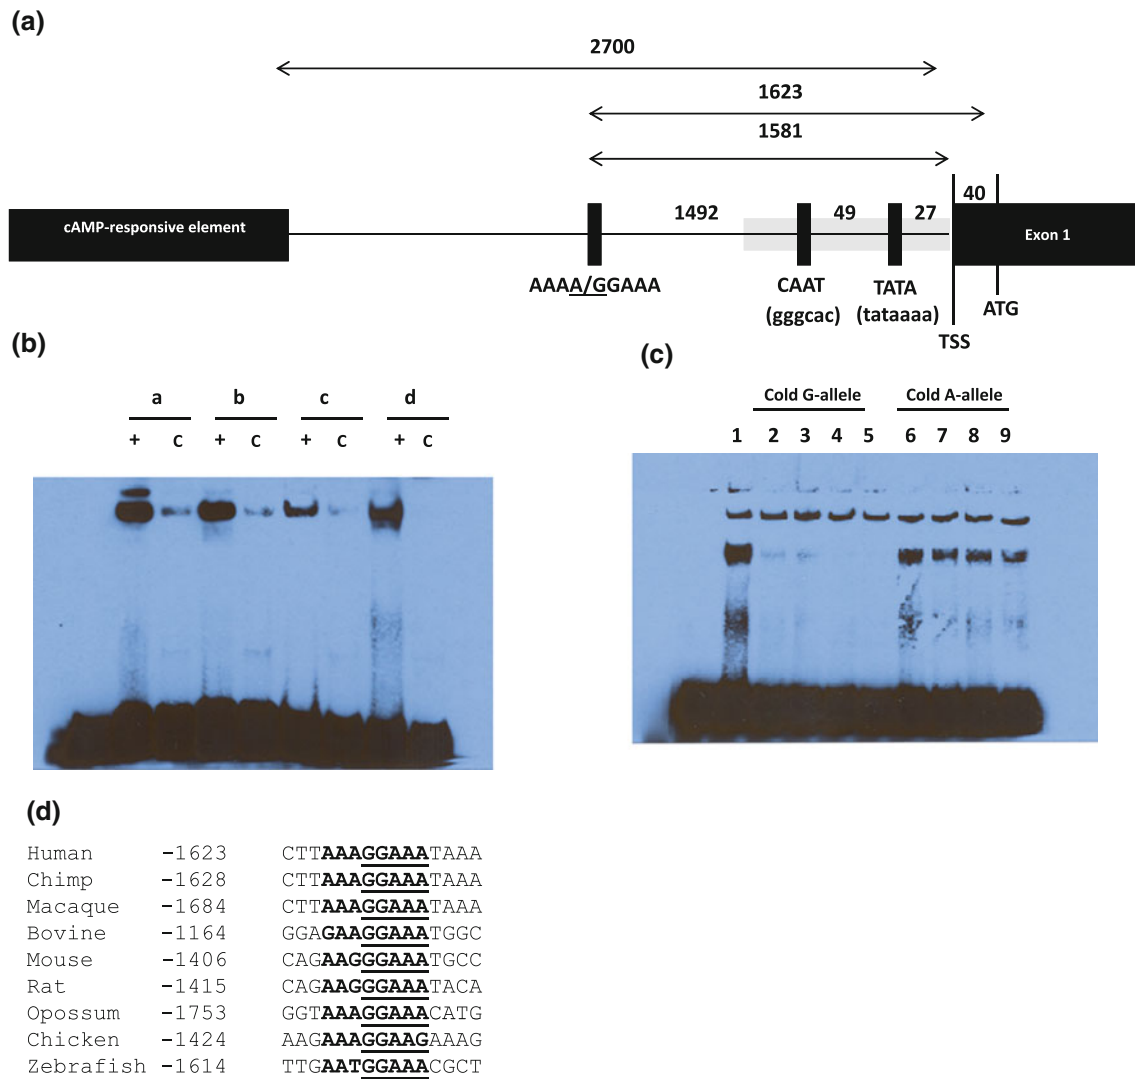 (a)
2700
1623
1581
40
1492 49 27
cAMP-responsive element
Exon 1
AAAA/GGAAA
CAAT
(gggcac)
TATA
(tataaaa)
ATG
TSS
(b)
a b c d
+ c + c + c + c
(c)
Cold G-allele Cold A-allele
1 2 3 4 5 6 7 8 9
(d)
Human -1623 CTTAAAGGAAATAAA
Chimp -1628 CTTAAAGGAAATAAA
Macaque -1684 CTTAAAGGAAATAAA
Bovine -1164 GGAGAAGGAAATGGC
Mouse -1406 CAGAAGGGAAATGCC
Rat -1415 CAGAAGGGAAATACA
Opossum -1753 GGTAAAGGAAACATG
Chicken -1424 AAGAAAGGAAGAAAG
Zebrafish -1614 TTGAATGGAAACGCT